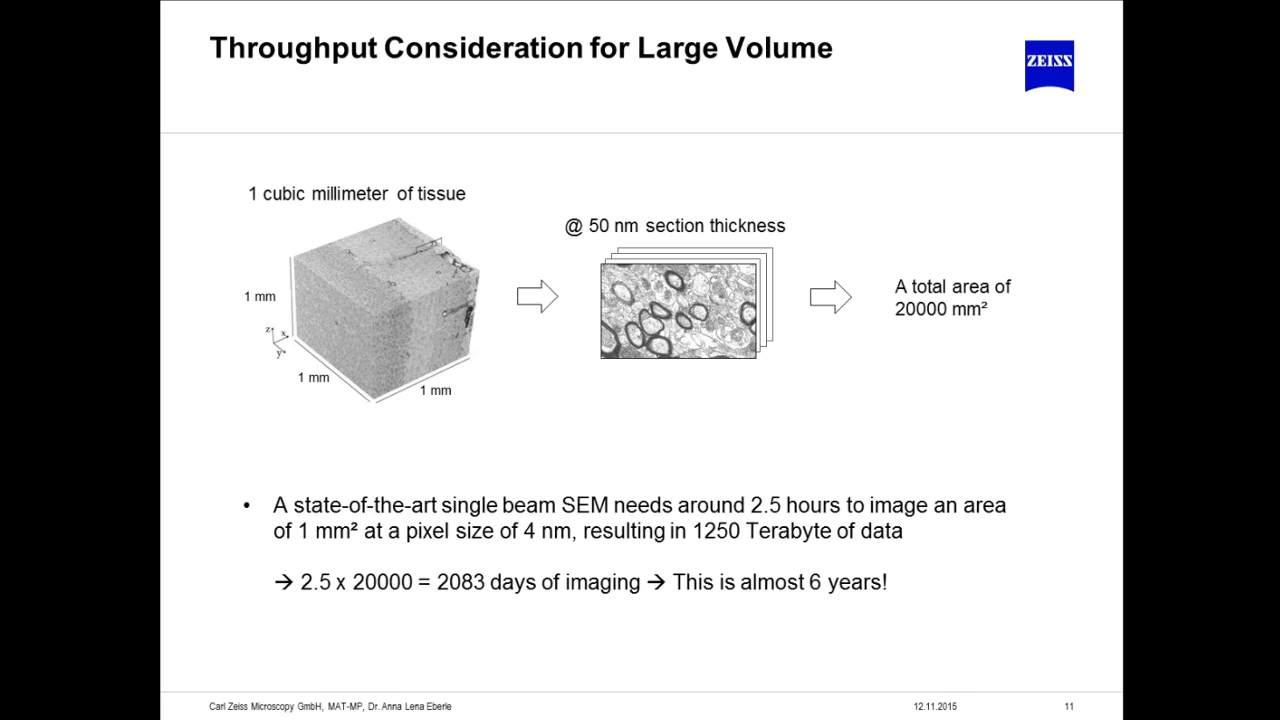 Throughput Consideration for Large Volume
ZEISS
1 cubic millimeter of tissue
@ 50 nm section thickness
A total area of
20000 mm²
1 mm
z
x
y
1 mm
1 mm
• A state-of-the-art single beam SEM needs around 2.5 hours to image an area
of 1 mm² at a pixel size of 4 nm, resulting in 1250 Terabyte of data
→ 2.5 x 20000 = 2083 days of imaging → This is almost 6 years!
Carl Zeiss Microscopy GmbH, MAT-MP, Dr. Anna Lena Eberle
12.11.2015
11